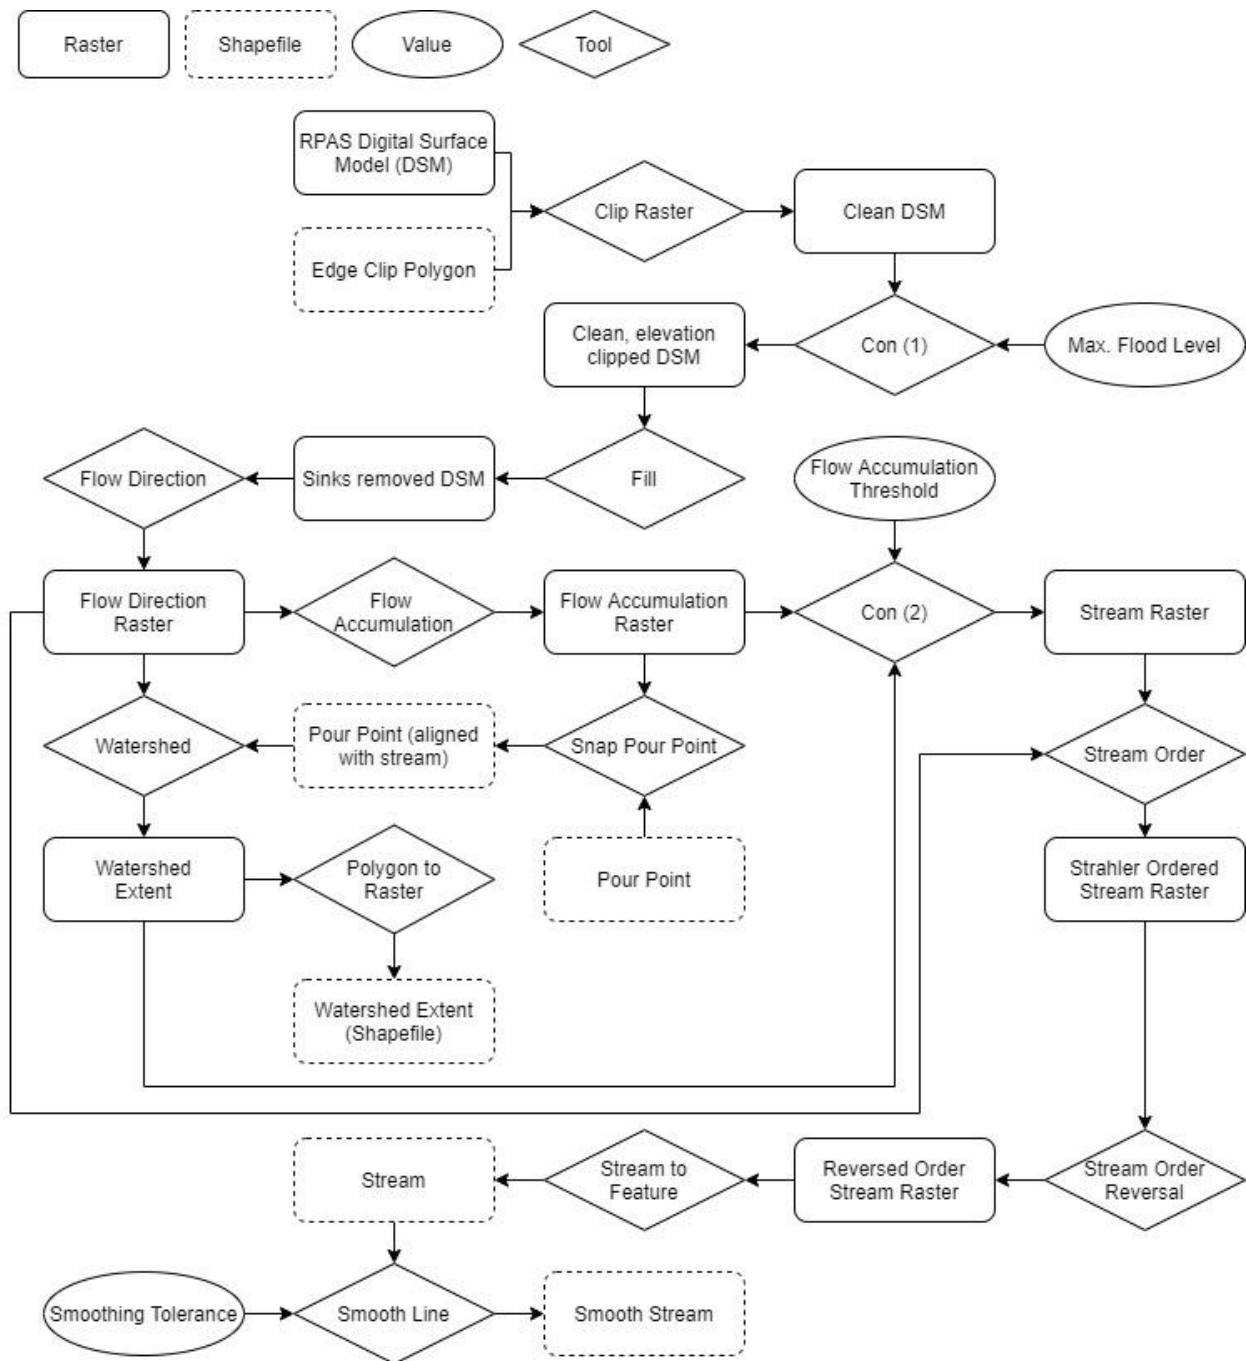 Raster
Shapefile
Value
Tool
RPAS Digital Surface
Model (DSM)
Clip Raster
Clean DSM
Edge Clip Polygon
Clean, elevation
clipped DSM
Con (1)
Max. Flood Level
Flow Direction
Sinks removed DSM
Fill
Flow Accumulation
Threshold
Flow Direction
Raster
Flow
Accumulation
Flow Accumulation
Raster
Con (2)
Stream Raster
Watershed
Pour Point (aligned
with stream)
Snap Pour Point
Stream Order
Watershed
Extent
Polygon to
Raster
Pour Point
Strahler Ordered
Stream Raster
Watershed Extent
(Shapefile)
Stream
Stream to
Feature
Reversed Order
Stream Raster
Stream Order
Reversal
Smoothing Tolerance
Smooth Line
Smooth Stream